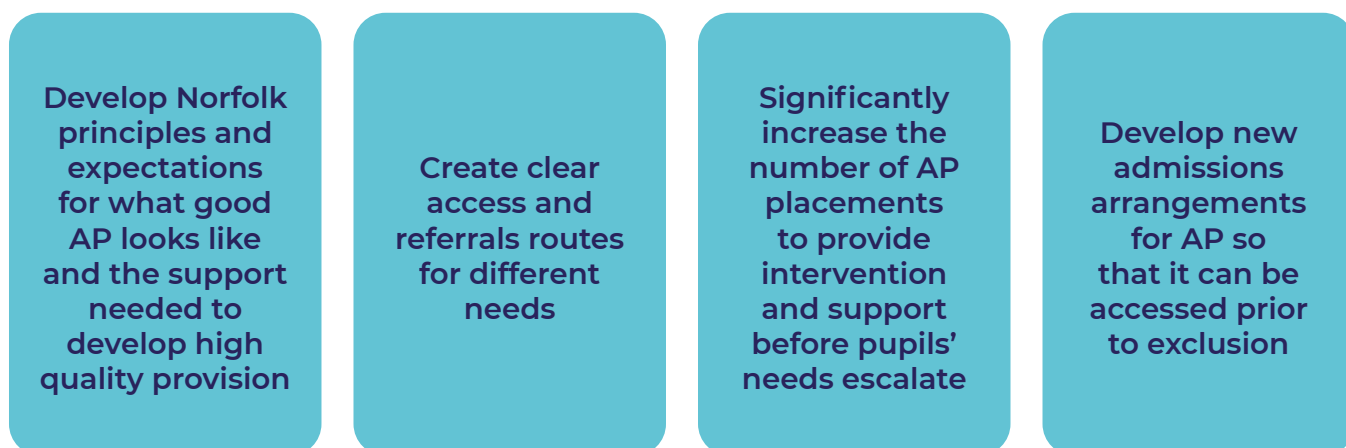 Develop Norfolk
principles and
expectations
for what good
AP looks like
and the support
needed to
develop high
quality provision
Create clear
access and
referrals routes
for different
needs
Significantly
increase the
number of AP
placements
to provide
intervention
and support
before pupils’
needs escalate
Develop new
admissions
arrangements
for AP so
that it can be
accessed prior
to exclusion